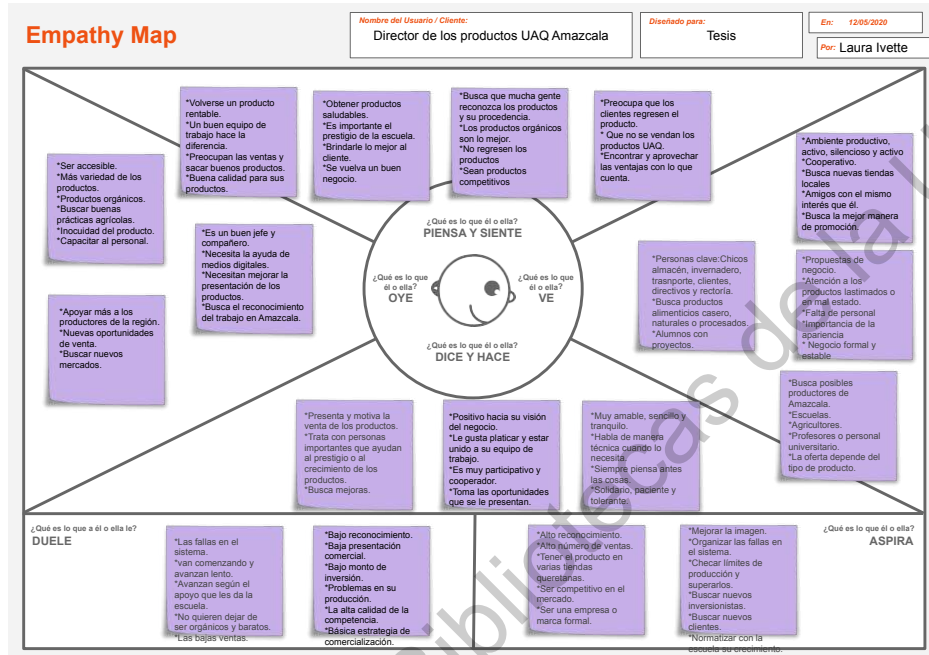 Empathy Map
Nombre del Usuario / Cliente:
Director de los productos UAQ Amazcala
Diseñado para:
Tesis
En: 12/05/2020
Por: Laura Ivette
*Volverse un producto
rentable.
*Un buen equipo de
trabajo hace la
diferencia.
*Preocupan las ventas y
sacar buenos productos.
*Buena calidad para sus
productos.
*Obtener productos
saludables.
*Es importante el
prestigio de la escuela.
*Brindarle lo mejor al
cliente.
*Se vuelva un buen
negocio.
*Busca que mucha gente
reconozca los productos
y su procedencia.
*Los productos orgánicos
son lo mejor.
*No regresen los
productos
*Sean productos
competitivos
*Preocupa que los
clientes regresen el
producto.
* Que no se vendan los
productos UAQ.
*Encontrar y aprovechar
las ventajas con lo que
cuenta.
¿Qué es lo que él o ella?
PIENSA Y SIENTE
*Ser accesible.
*Más variedad de los
productos.
*Productos orgánicos.
*Buscar buenas
prácticas agrícolas.
*Inocuidad del producto.
*Capacitar al personal.
*Es un buen jefe y
compañero.
*Necesita la ayuda de
medios digitales.
*Necesitan mejorar la
presentación de los
productos.
*Busca el reconocimiento
del trabajo en Amazcala.
*Apoyar más a los
productores de la región.
*Nuevas oportunidades
de venta.
*Buscar nuevos
mercados.
¿Qué es lo que
él o ella?
OYE
¿Qué es lo que
él o ella?
VE
*Ambiente productivo,
activo, silencioso y activo
*Cooperativo.
*Busca nuevas tiendas
locales
*Amigos con el mismo
interés que él.
*Busca la mejor manera
de promoción.
*Personas clave:Chicos
almacén, invernadero,
trasnporte, clientes,
directivos y rectoría.
*Busca productos
alimenticios casero,
naturales o procesados.
*Alumnos con
proyectos.
*Propuestas de
negocio.
*Atención a los
productos lastimados o
en mal estado.
*Falta de personal
*Importancia de la
apariencia
* Negocio formal y
estable
*Busca posibles
productores de
Amazcala.
*Escuelas.
*Agricultores.
*Profesores o personal
universitario.
*La oferta depende del
tipo de producto.
¿Qué es lo que él o ella?
DICE Y HACE
*Presenta y motiva la
venta de los productos.
*Trata con personas
importantes que ayudan
al prestigio o al
crecimiento de los
productos.
*Busca mejoras.
*Positivo hacia su visión
del negocio.
*Le gusta platicar y estar
unido a su equipo de
trabajo.
*Es muy participativo y
cooperador.
*Toma las oportunidades
que se le presentan.
*Muy amable, sencillo y
tranquilo.
*Habla de manera
técnica cuando lo
necesita.
*Siempre piensa antes
las cosas.
*Solidario, paciente y
tolerante.
¿Qué es lo que a él o ella le?
DUELE
*Las fallas en el
sistema.
*van comenzando y
avanzan lento.
*Avanzan según el
apoyo que les da la
escuela.
*No quieren dejar de
ser orgánicos y baratos.
*Las bajas ventas.
*Bajo reconocimiento.
*Baja presentación
comercial.
*Bajo monto de
inversión.
*Problemas en su
producción.
*La alta calidad de la
competencia.
*Básica estrategia de
comercialización.
*Alto reconocimiento.
*Alto número de ventas.
*Tener el producto en
varias tiendas
queretanas.
*Ser competitivo en el
mercado.
*Ser una empresa o
marca formal.
*Mejorar la imagen.
*Organizar las fallas en
el sistema.
*Checar límites de
producción y
superarlos.
*Buscar nuevos
inversionistas.
*Buscar nuevos
clientes.
*Normatizar con la
escuela su crecimiento.
¿Qué es lo que él o ella?
ASPIRA
Bibliotecas de la